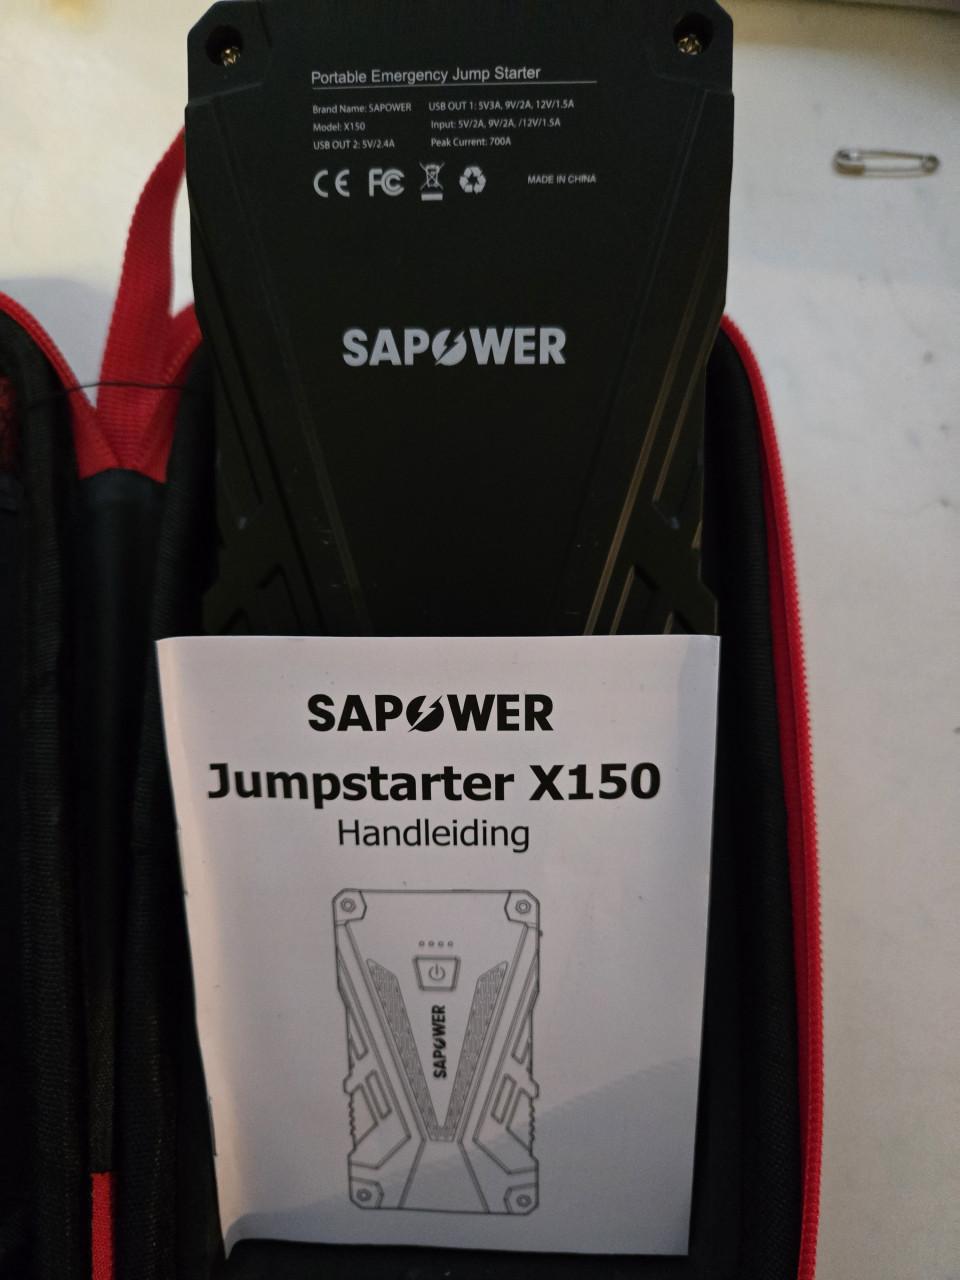 Portable Emergency Jump Starter
Brand Name: SAPOWER USB OUT 1: 5V3A, 9V/2A, 12V/1.5A
Model: X150 Input: 5V/2A, 9V/2A, /12V/1.5A
USB OUT 2: 5V/2.4A Peak Current: 700A
CE FC MADE IN CHINA
SAPOWER
SAPOWER
Jumpstarter X150
Handleiding
SAPOWER